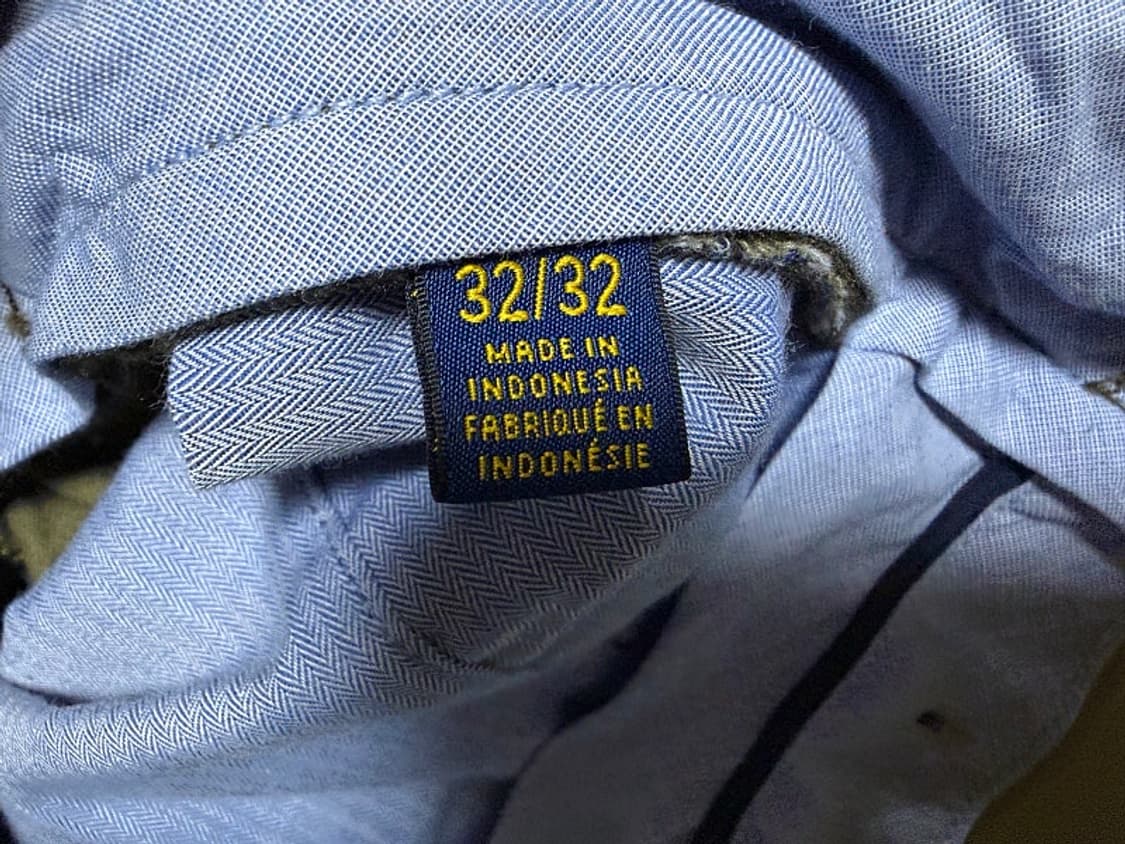 32/32
MADE IN
INDONESIA
FABRIQUÉ EN
INDONÉSIE